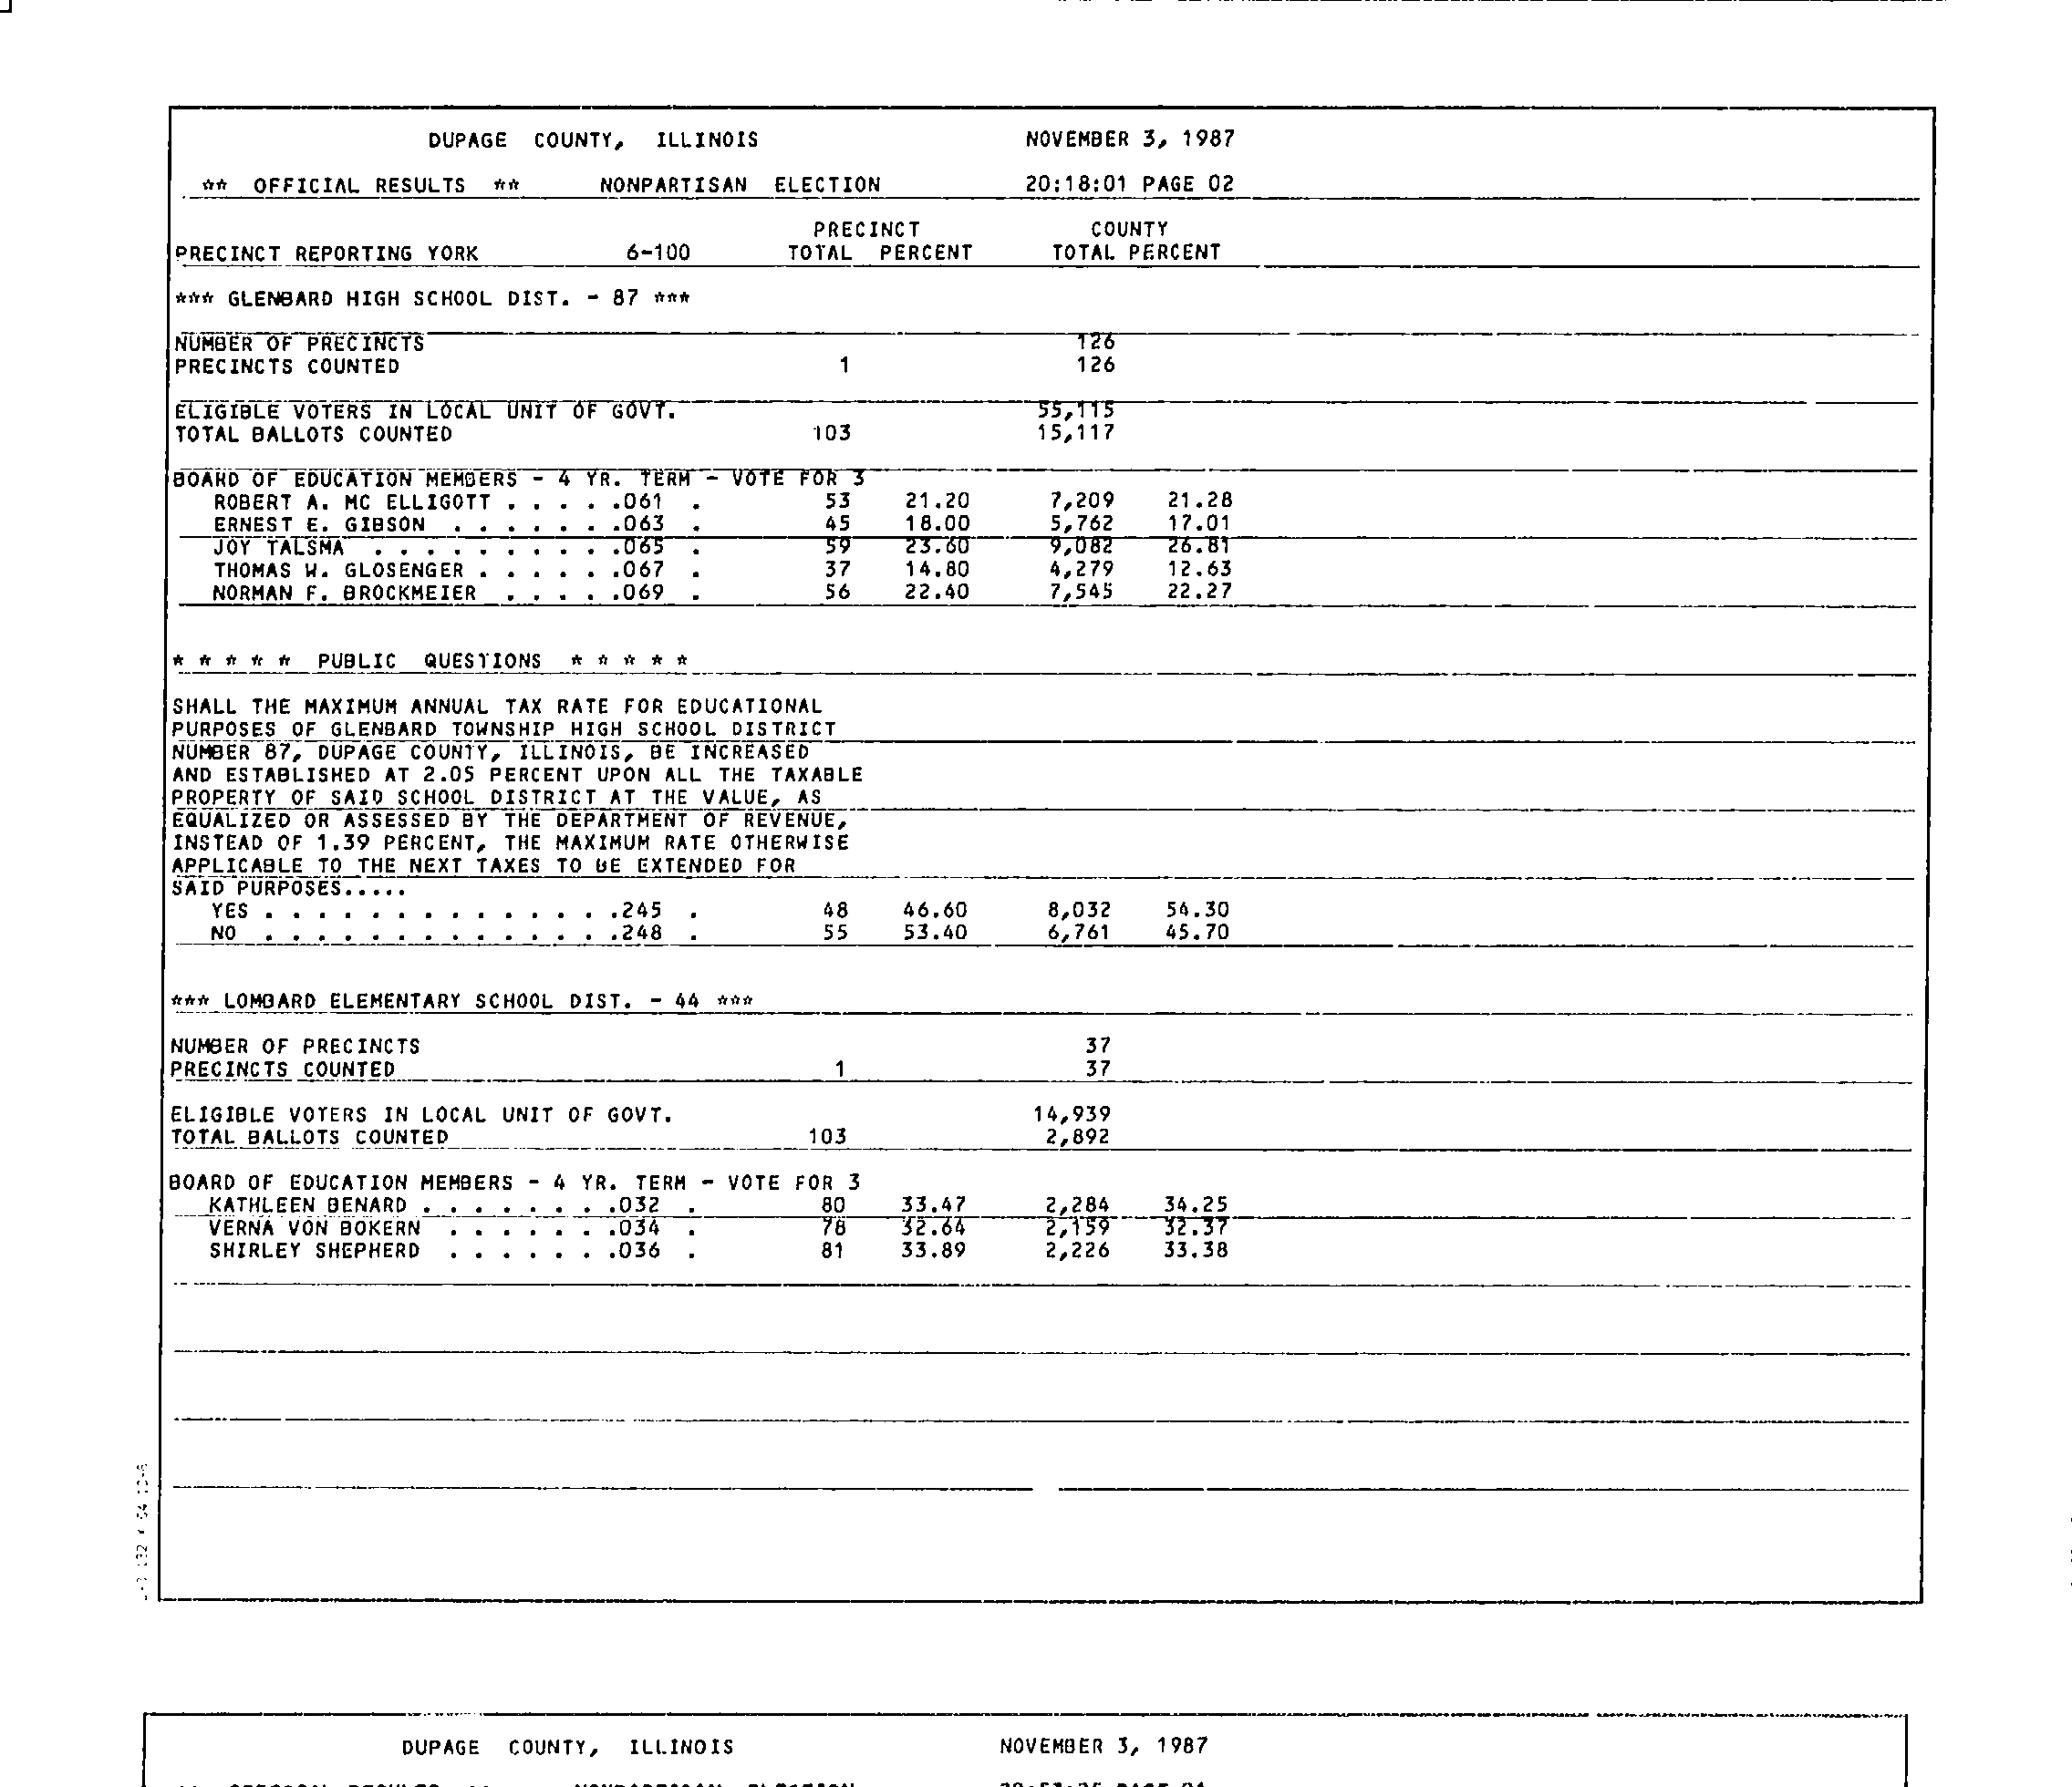 DUPAGE COUNTY, ILLINOIS NOVEMBER 3, 1987
** OFFICIAL RESULTS ** NONPARTISAN ELECTION 20:18:01 PAGE 02
PRECINCT COUNTY
PRECINCT REPORTING YORK 6-100 TOTAL PERCENT TOTAL PERCENT
*** GLENBARD HIGH SCHOOL DIST. - 87 ***
NUMBER OF PRECINCTS 126
PRECINCTS COUNTED 1 126
ELIGIBLE VOTERS IN LOCAL UNIT OF GOVT. 55,115
TOTAL BALLOTS COUNTED 103 15,117
BOARD OF EDUCATION MEMBERS - 4 YR. TERM - VOTE FOR 3
ROBERT A. MC ELLIGOTT . . . . .061 . 53 21.20 7,209 21.28
ERNEST E. GIBSON . . . . . . .063 . 45 18.00 5,762 17.01
JOY TALSMA . . . . . . . . . .065 . 59 23.60 9,082 26.81
THOMAS W. GLOSENGER . . . . . .067 . 37 14.80 4,279 12.63
NORMAN F. BROCKMEIER . . . . .069 . 56 22.40 7,545 22.27
* * * * * PUBLIC QUESTIONS * * * * *
SHALL THE MAXIMUM ANNUAL TAX RATE FOR EDUCATIONAL
PURPOSES OF GLENBARD TOWNSHIP HIGH SCHOOL DISTRICT
NUMBER 87, DUPAGE COUNTY, ILLINOIS, BE INCREASED
AND ESTABLISHED AT 2.05 PERCENT UPON ALL THE TAXABLE
PROPERTY OF SAID SCHOOL DISTRICT AT THE VALUE, AS
EQUALIZED OR ASSESSED BY THE DEPARTMENT OF REVENUE,
INSTEAD OF 1.39 PERCENT, THE MAXIMUM RATE OTHERWISE
APPLICABLE TO THE NEXT TAXES TO BE EXTENDED FOR
SAID PURPOSES.....
YES . . . . . . . . . . . . . .245 . 48 46.60 8,032 54.30
NO . . . . . . . . . . . . . .248 . 55 53.40 6,761 45.70
*** LOMBARD ELEMENTARY SCHOOL DIST. - 44 ***
NUMBER OF PRECINCTS 37
PRECINCTS COUNTED 1 37
ELIGIBLE VOTERS IN LOCAL UNIT OF GOVT. 14,939
TOTAL BALLOTS COUNTED 103 2,892
BOARD OF EDUCATION MEMBERS - 4 YR. TERM - VOTE FOR 3
KATHLEEN BENARD . . . . . . . .032 . 80 33.47 2,284 34.25
VERNA VON BOKERN . . . . . . .034 . 78 32.64 2,159 32.37
SHIRLEY SHEPHERD . . . . . . .036 . 81 33.89 2,226 33.38
DUPAGE COUNTY, ILLINOIS NOVEMBER 3, 1987